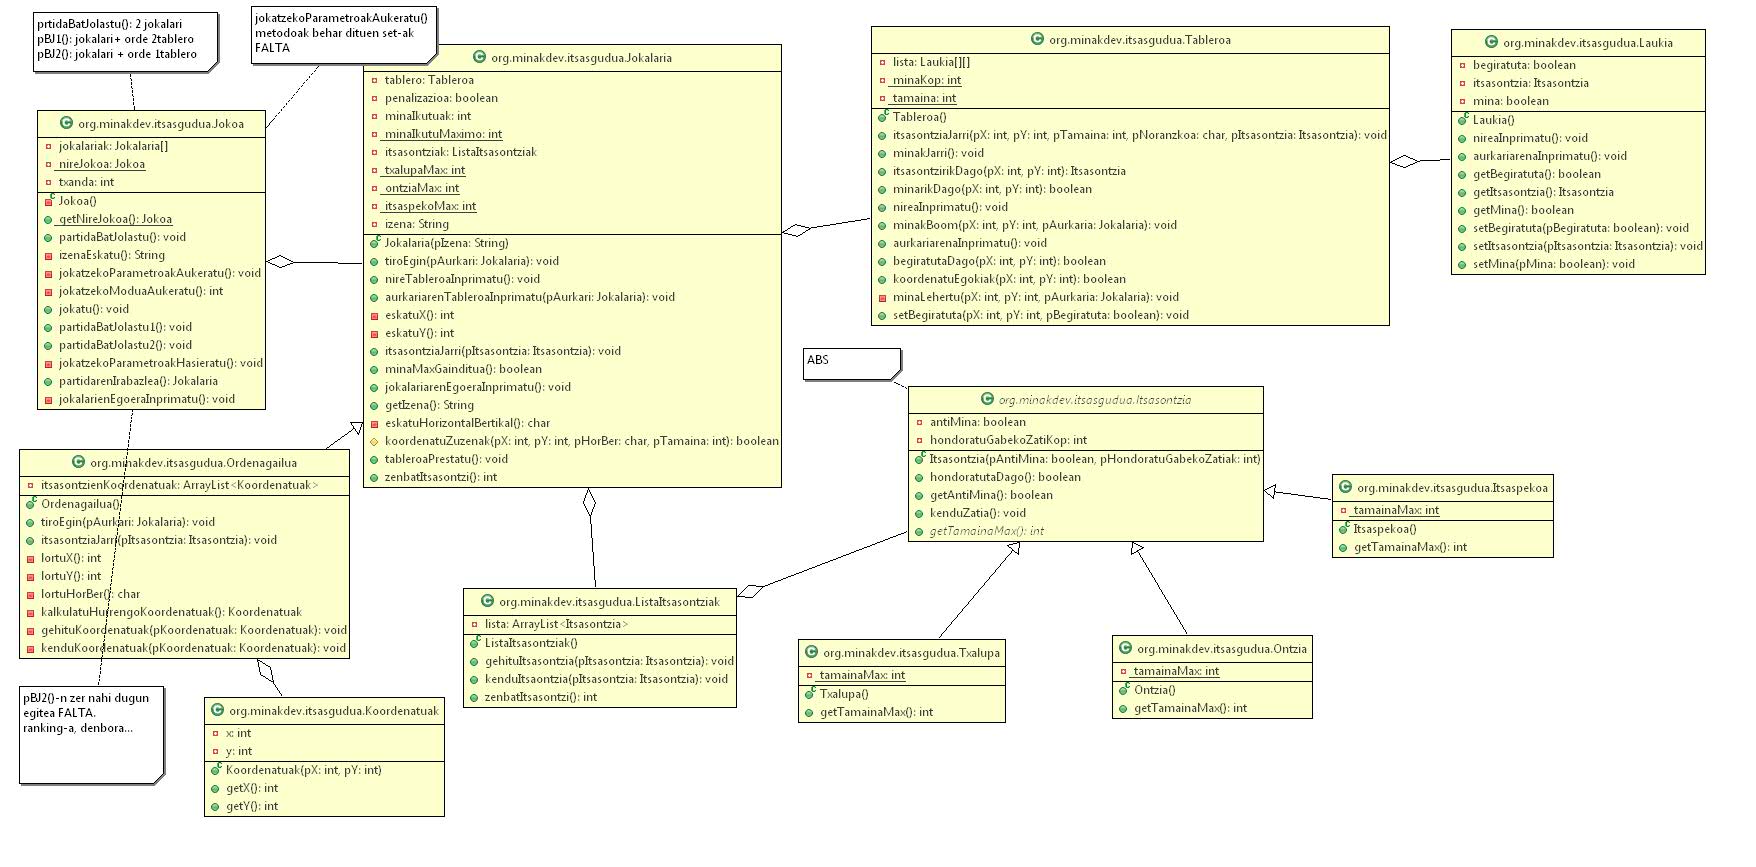 prtidaBatJolastu(): 2 jokalari
pBJ1(): jokalari+ orde 2tablero
pBJ2(): jokalari + orde 1tablero
jokatzekoParametroakAukeratu()
metodoak behar dituen set-ak
FALTA
org.minakdev.itsasgudua.Jokoa
jokalariak: Jokalaria[]
nireJokoa: Jokoa
txanda: int
Jokoa()
getNireJokoa(): Jokoa
partidaBatJolastu(): void
izenaEskatu(): String
jokatzekoParametroakAukeratu(): void
jokatzekoModuaAukeratu(): int
jokatu(): void
partidaBatJolastu1(): void
partidaBatJolastu2(): void
jokatzekoParametroakHasieratu(): void
partidarenIrabazlea(): Jokalaria
jokalarienEgoeraInprimatu(): void
org.minakdev.itsasgudua.Jokalaria
tablero: Tableroa
penalizazioa: boolean
minaIkutuak: int
minaIkutuMaximo: int
itsasontziak: ListaItsasontziak
txalupaMax: int
ontziaMax: int
itsaspekoMax: int
izena: String
Jokalaria(pIzena: String)
tiroEgin(pAurkari: Jokalaria): void
nireTableroaInprimatu(): void
aurkariarenTableroaInprimatu(pAurkari: Jokalaria): void
eskatuX(): int
eskatuY(): int
itsasontziaJarri(pItsasontzia: Itsasontzia): void
minaMaxGainditua(): boolean
jokalariarenEgoeraInprimatu(): void
getIzena(): String
eskatuHorizontalBertikal(): char
koordenatuZuzenak(pX: int, pY: int, pHorBer: char, pTamaina: int): boolean
tableroaPrestatu(): void
zenbatItsasontzi(): int
org.minakdev.itsasgudua.Tableroa
lista: Laukia[][]
minaKop: int
tamaina: int
Tableroa()
itsasontziaJarri(pX: int, pY: int, pTamaina: int, pNoranzkoa: char, pItsasontzia: Itsasontzia): void
minakJarri(): void
itsasontzirikDago(pX: int, pY: int): Itsasontzia
minarikDago(pX: int, pY: int): boolean
nireaInprimatu(): void
minakBoom(pX: int, pY: int, pAurkaria: Jokalaria): void
aurkariarenaInprimatu(): void
begiratutaDago(pX: int, pY: int): boolean
koordenatuEgokiak(pX: int, pY: int): boolean
minaLehertu(pX: int, pY: int, pAurkaria: Jokalaria): void
setBegiratuta(pX: int, pY: int, pBegiratuta: boolean): void
org.minakdev.itsasgudua.Laukia
begiratuta: boolean
itsasontzia: Itsasontzia
mina: boolean
Laukia()
nireaInprimatu(): void
aurkariarenaInprimatu(): void
getBegiratuta(): boolean
getItsasontzia(): Itsasontzia
getMina(): boolean
setBegiratuta(pBegiratuta: boolean): void
setItsasontzia(pItsasontzia: Itsasontzia): void
setMina(pMina: boolean): void
ABS
org.minakdev.itsasgudua.Itsasontzia
antiMina: boolean
hondoratuGabekoZatiKop: int
Itsasontzia(pAntiMina: boolean, pHondoratuGabekoZatiak: int)
hondoratutaDago(): boolean
getAntiMina(): boolean
kenduZatia(): void
getTamainaMax(): int
org.minakdev.itsasgudua.Itsaspekoa
tamainaMax: int
Itsaspekoa()
getTamainaMax(): int
org.minakdev.itsasgudua.Ordenagailua
itsasontzienKoordenatuak: ArrayList<Koordenatuak>
Ordenagailua()
tiroEgin(pAurkari: Jokalaria): void
itsasontziaJarri(pItsasontzia: Itsasontzia): void
lortuX(): int
lortuY(): int
lortuHorBer(): char
kalkulatuHurrengoKoordenatuak(): Koordenatuak
gehituKoordenatuak(pKoordenatuak: Koordenatuak): void
kenduKoordenatuak(pKoordenatuak: Koordenatuak): void
org.minakdev.itsasgudua.ListaItsasontziak
lista: ArrayList<Itsasontzia>
ListaItsasontziak()
gehituItsasontzia(pItsasontzia: Itsasontzia): void
kenduItsaontzia(pItsasontzia: Itsasontzia): void
zenbatItsasontzi(): int
org.minakdev.itsasgudua.Txalupa
tamainaMax: int
Txalupa()
getTamainaMax(): int
org.minakdev.itsasgudua.Ontzia
tamainaMax: int
Ontzia()
getTamainaMax(): int
pBJ2()-n zer nahi dugun
egitea FALTA.
ranking-a, denbora...
org.minakdev.itsasgudua.Koordenatuak
x: int
y: int
Koordenatuak(pX: int, pY: int)
getX(): int
getY(): int